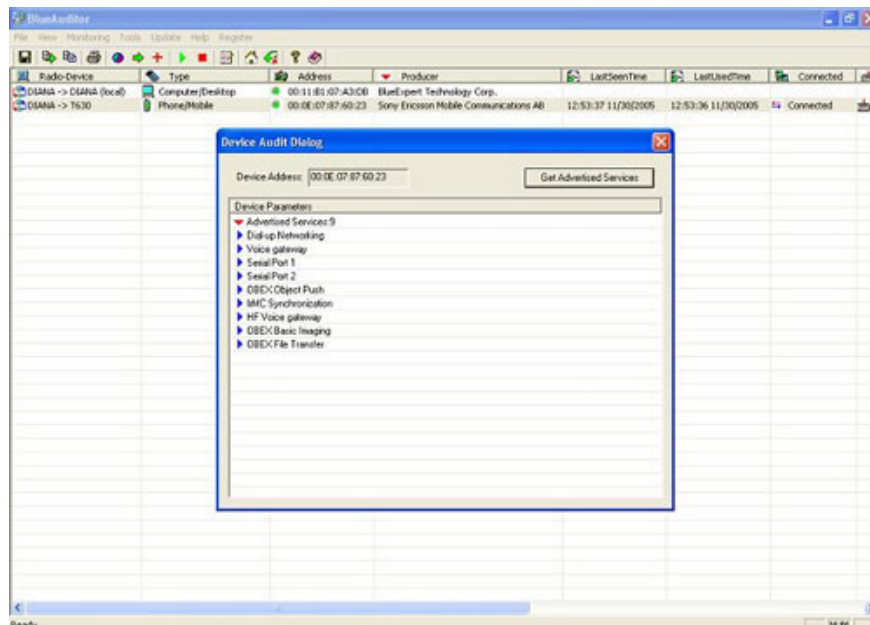 BlueAuditor
File View Monitoring Tools Update Help Register
Radio-Device Type Address Producer LastSeenTime LastUsedTime Connected
DIANA -> DIANA (local) Computer/Desktop 00:11:B1:07:A3:DB BlueExpert Technology Corp.
DIANA -> T630 Phone/Mobile 00:0E:07:87:60:23 Sony Ericsson Mobile Communications AB 12:53:37 11/30/2005 12:53:36 11/30/2005 Connected
Device Audit Dialog
Device Address: 00:0E:07:87:60:23 Get Advertised Services
Device Parameters
Advertised Services:9
Dial-up Networking
Voice gateway
Serial Port 1
Serial Port 2
OBEX Object Push
IrMC Synchronization
HF Voice gateway
OBEX Basic Imaging
OBEX File Transfer
Ready